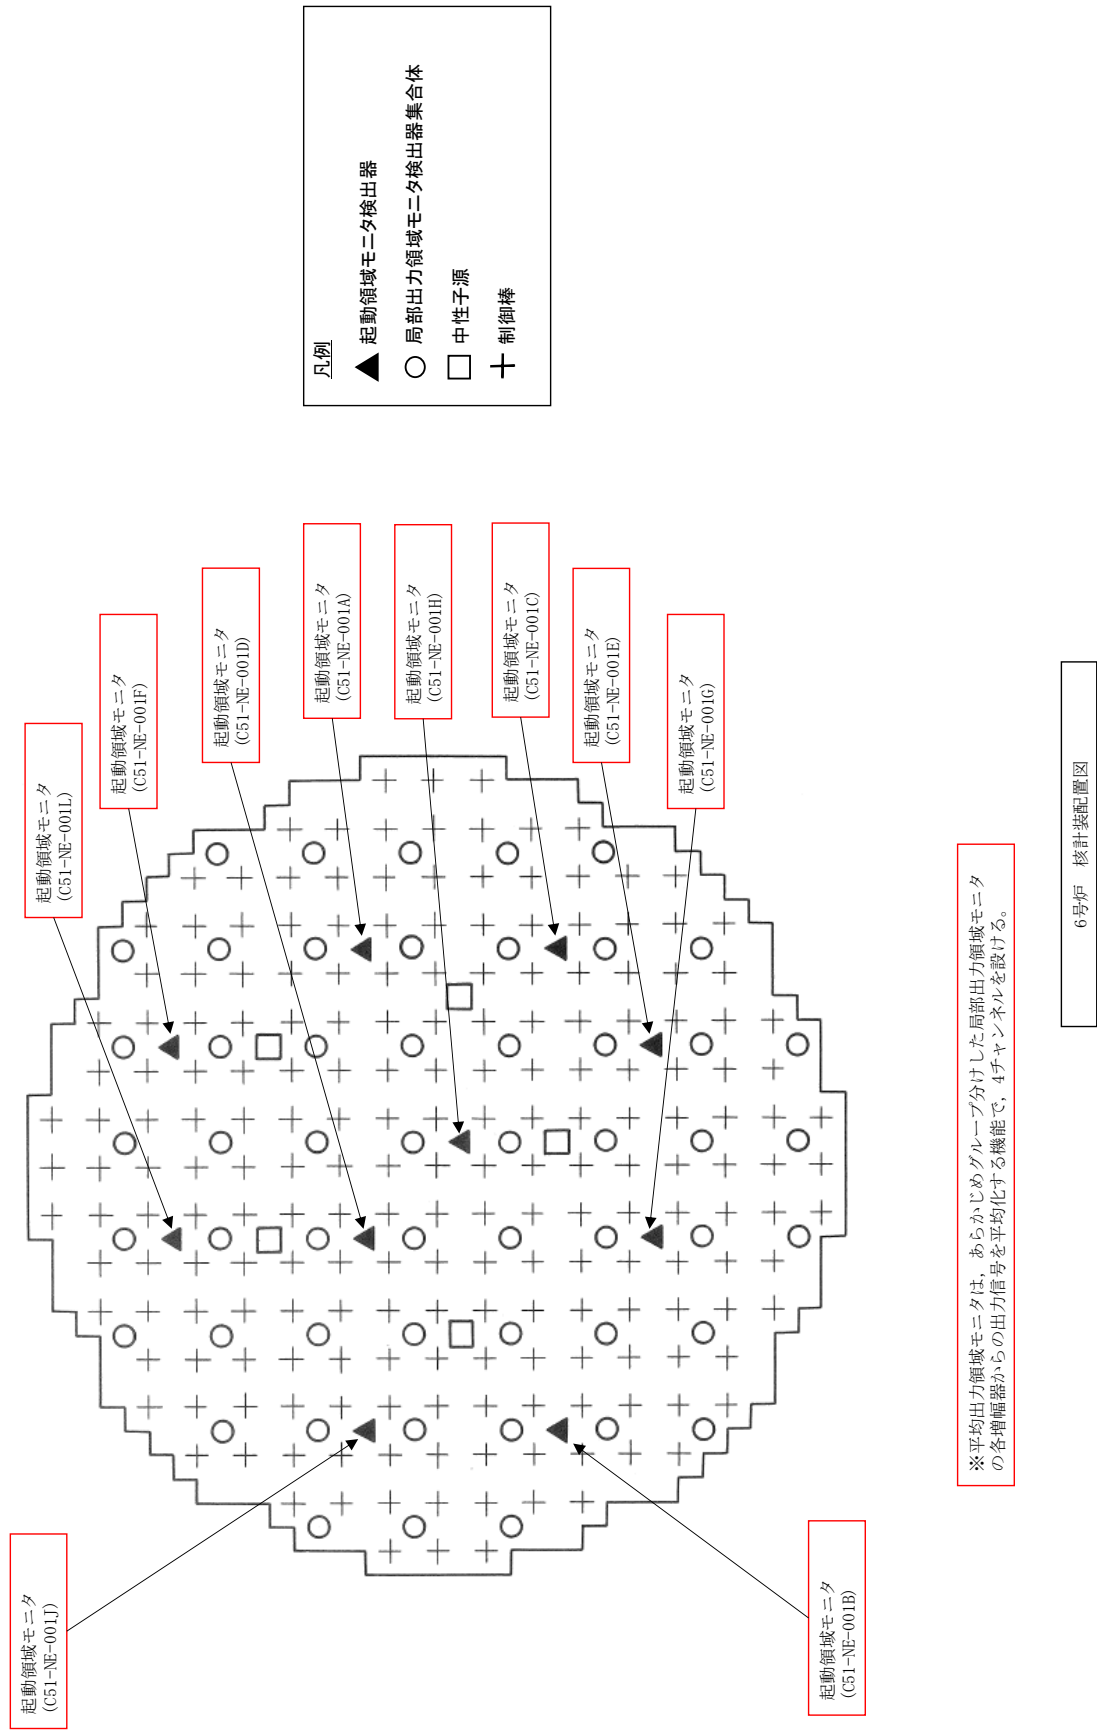 凡例
起動領域モニタ検出器
局部出力領域モニタ検出器集合体
中性子源
制御棒
起動領域モニタ
(C51-NE-001J)
起動領域モニタ
(C51-NE-001L)
起動領域モニタ
(C51-NE-001F)
起動領域モニタ
(C51-NE-001D)
起動領域モニタ
(C51-NE-001A)
起動領域モニタ
(C51-NE-001H)
起動領域モニタ
(C51-NE-001C)
起動領域モニタ
(C51-NE-001E)
起動領域モニタ
(C51-NE-001G)
起動領域モニタ
(C51-NE-001B)
※平均出力領域モニタは，あらかじめグループ分けした局部出力領域モニタ
の各増幅器からの出力信号を平均化する機能で，4チャンネルを設ける。
6号炉　核計装配置図